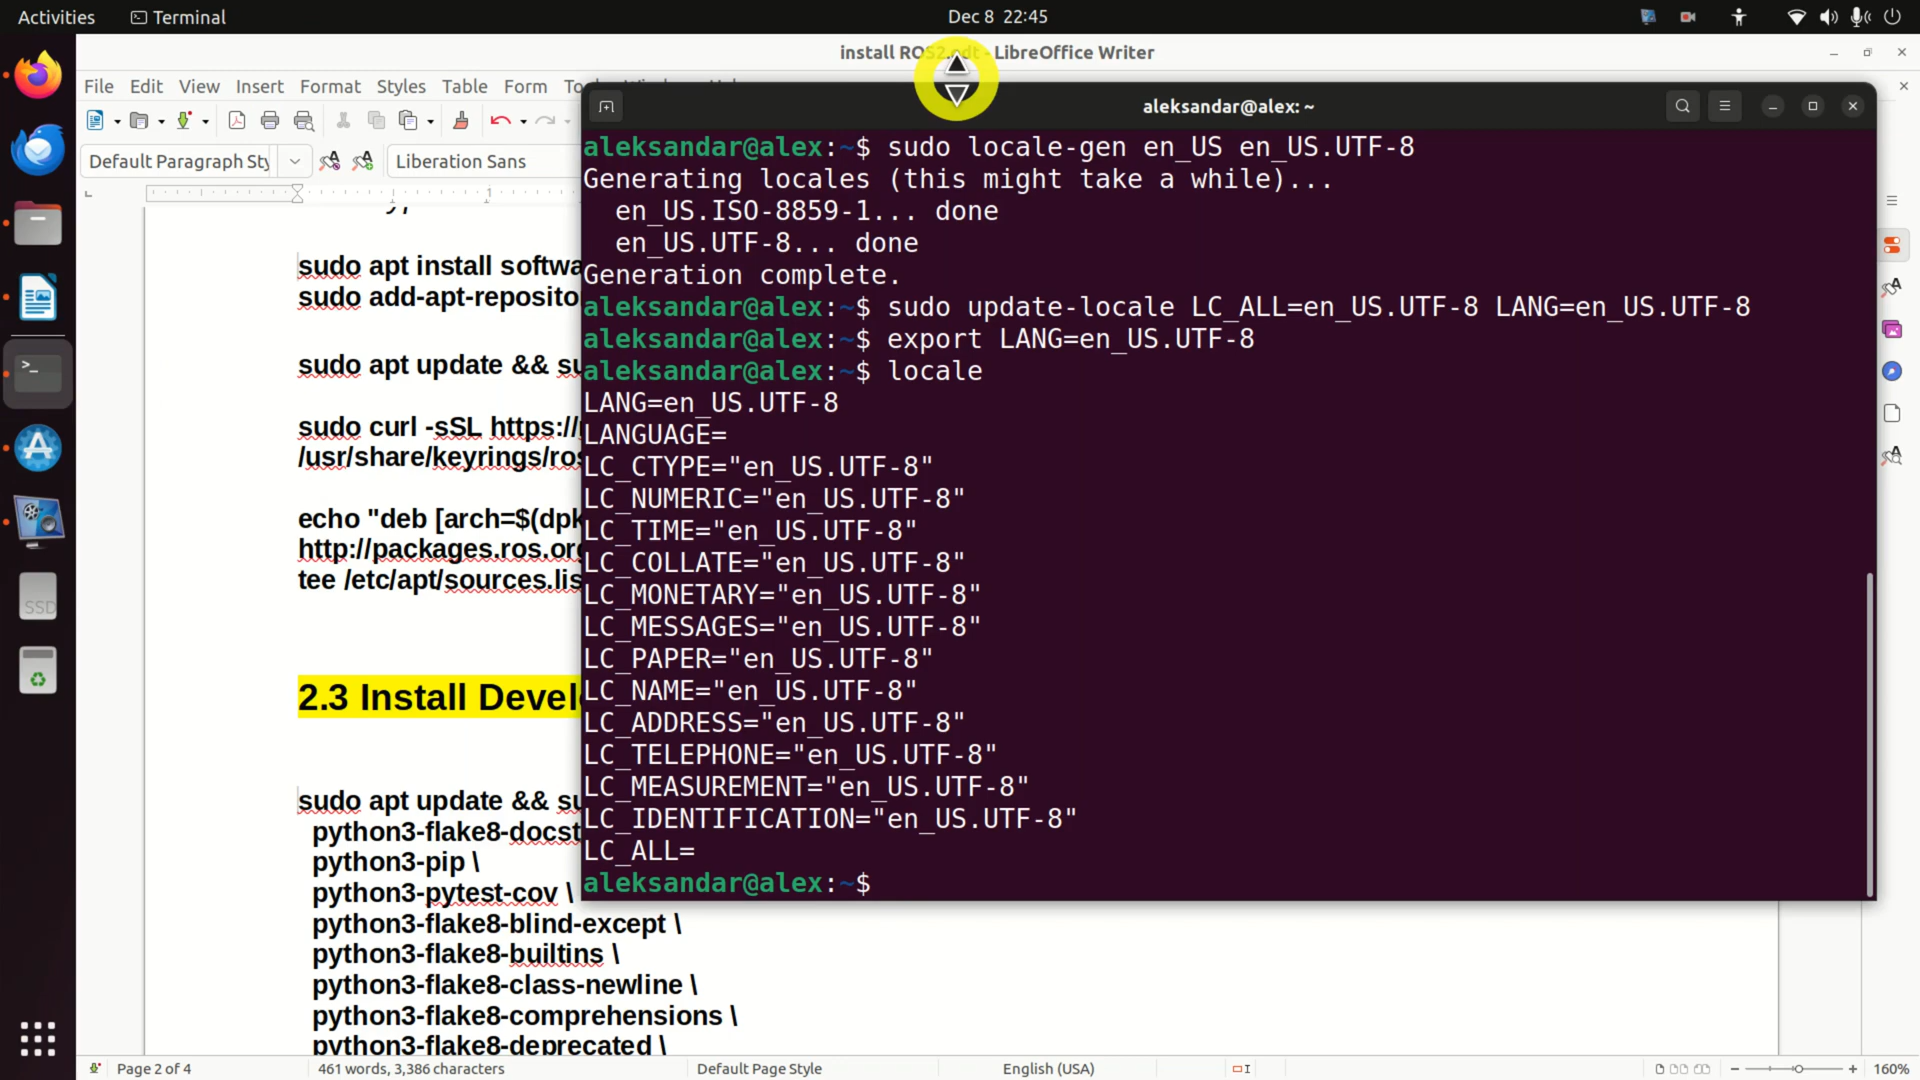 Activities
Terminal
Dec 8 22:45
install ROS2.odt - LibreOffice Writer
File Edit View Insert Format Styles Table Form
Default Paragraph Sty
Liberation Sans
1
sudo apt install softwa
sudo add-apt-reposito
sudo apt update && su
sudo curl -sSL https://
/usr/share/keyrings/ros
echo "deb [arch=$(dpk
http://packages.ros.org
tee /etc/apt/sources.lis
2.3 Install Devel
sudo apt update && su
python3-flake8-docst
python3-pip \
python3-pytest-cov \
python3-flake8-blind-except \
python3-flake8-builtins \
python3-flake8-class-newline \
python3-flake8-comprehensions \
python3-flake8-deprecated \
aleksandar@alex: ~
aleksandar@alex:~$ sudo locale-gen en_US en_US.UTF-8
Generating locales (this might take a while)...
en_US.ISO-8859-1... done
en_US.UTF-8... done
Generation complete.
aleksandar@alex:~$ sudo update-locale LC_ALL=en_US.UTF-8 LANG=en_US.UTF-8
aleksandar@alex:~$ export LANG=en_US.UTF-8
aleksandar@alex:~$ locale
LANG=en_US.UTF-8
LANGUAGE=
LC_CTYPE="en_US.UTF-8"
LC_NUMERIC="en_US.UTF-8"
LC_TIME="en_US.UTF-8"
LC_COLLATE="en_US.UTF-8"
LC_MONETARY="en_US.UTF-8"
LC_MESSAGES="en_US.UTF-8"
LC_PAPER="en_US.UTF-8"
LC_NAME="en_US.UTF-8"
LC_ADDRESS="en_US.UTF-8"
LC_TELEPHONE="en_US.UTF-8"
LC_MEASUREMENT="en_US.UTF-8"
LC_IDENTIFICATION="en_US.UTF-8"
LC_ALL=
aleksandar@alex:~$
SSD
Page 2 of 4
461 words, 3,386 characters
Default Page Style
English (USA)
160%